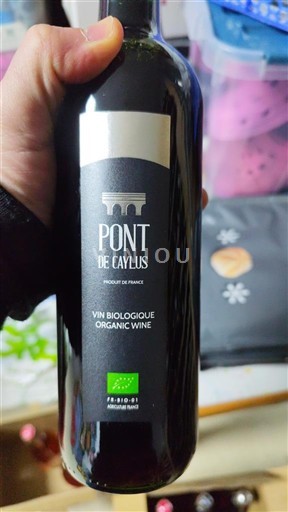 PONT
DE CAYLUS
PRODUIT DE FRANCE
VIN BIOLOGIQUE
ORGANIC WINE
FR-BIO-01
AGRICULTURE FRANCE